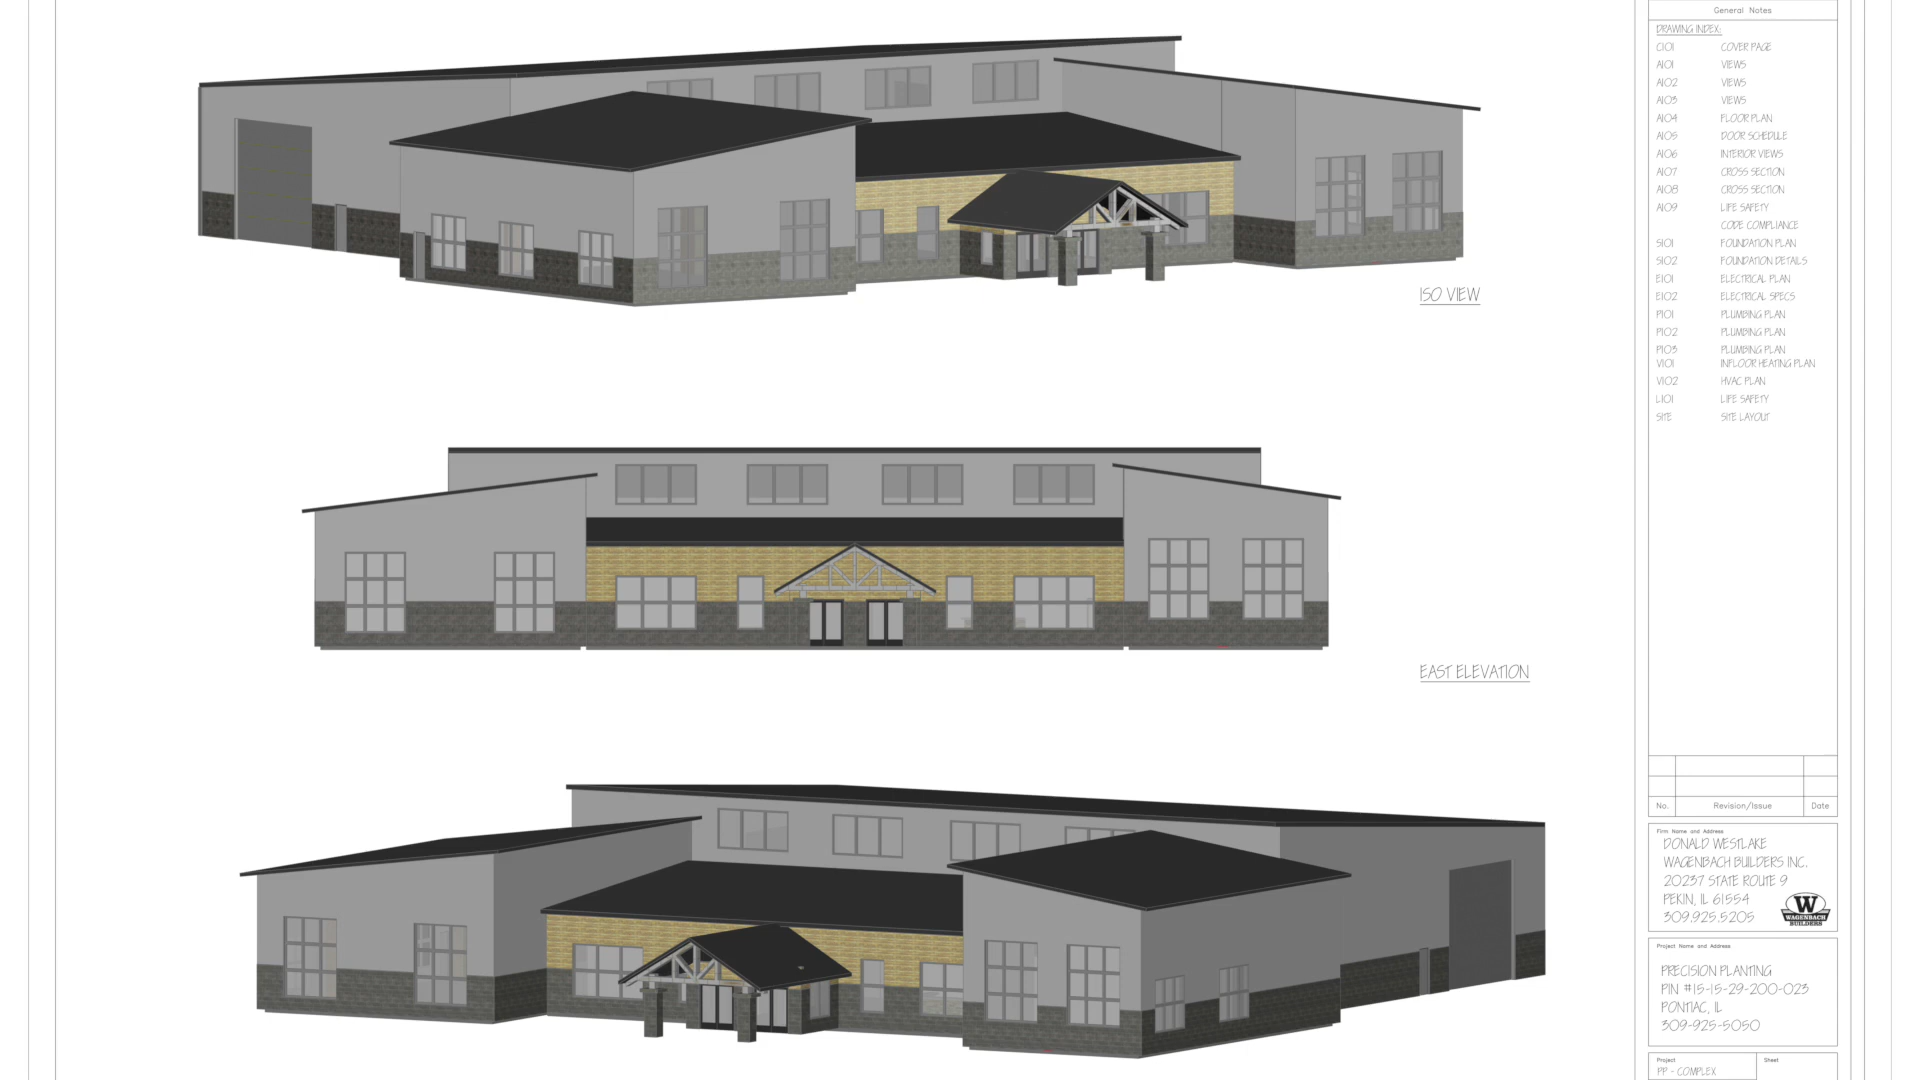 General Notes
DRAWING INDEX:
C101 COVER PAGE
A101 VIEWS
A102 VIEWS
A103 VIEWS
A104 FLOOR PLAN
A105 DOOR SCHEDULE
A106 INTERIOR VIEWS
A107 CROSS SECTION
A108 CROSS SECTION
A109 LIFE SAFETY
CODE COMPLIANCE
S101 FOUNDATION PLAN
S102 FOUNDATION DETAILS
E101 ELECTRICAL PLAN
E102 ELECTRICAL SPECS
P101 PLUMBING PLAN
P102 PLUMBING PLAN
P103 PLUMBING PLAN
V101 INFLOOR HEATING PLAN
V102 HVAC PLAN
L101 LIFE SAFETY
SITE SITE LAYOUT
ISO VIEW
EAST ELEVATION
No. Revision/Issue Date
Firm Name and Address
DONALD WESTLAKE
WAGENBACH BUILDERS INC.
20237 STATE ROUTE 9
PEKIN, IL 61554
309.925.5205
W
WAGENBACH
BUILDERS
Project Name and Address
PRECISION PLANTING
PIN #15-15-29-200-023
PONTIAC, IL
309-925-5050
Project Sheet
PP - COMPLEX